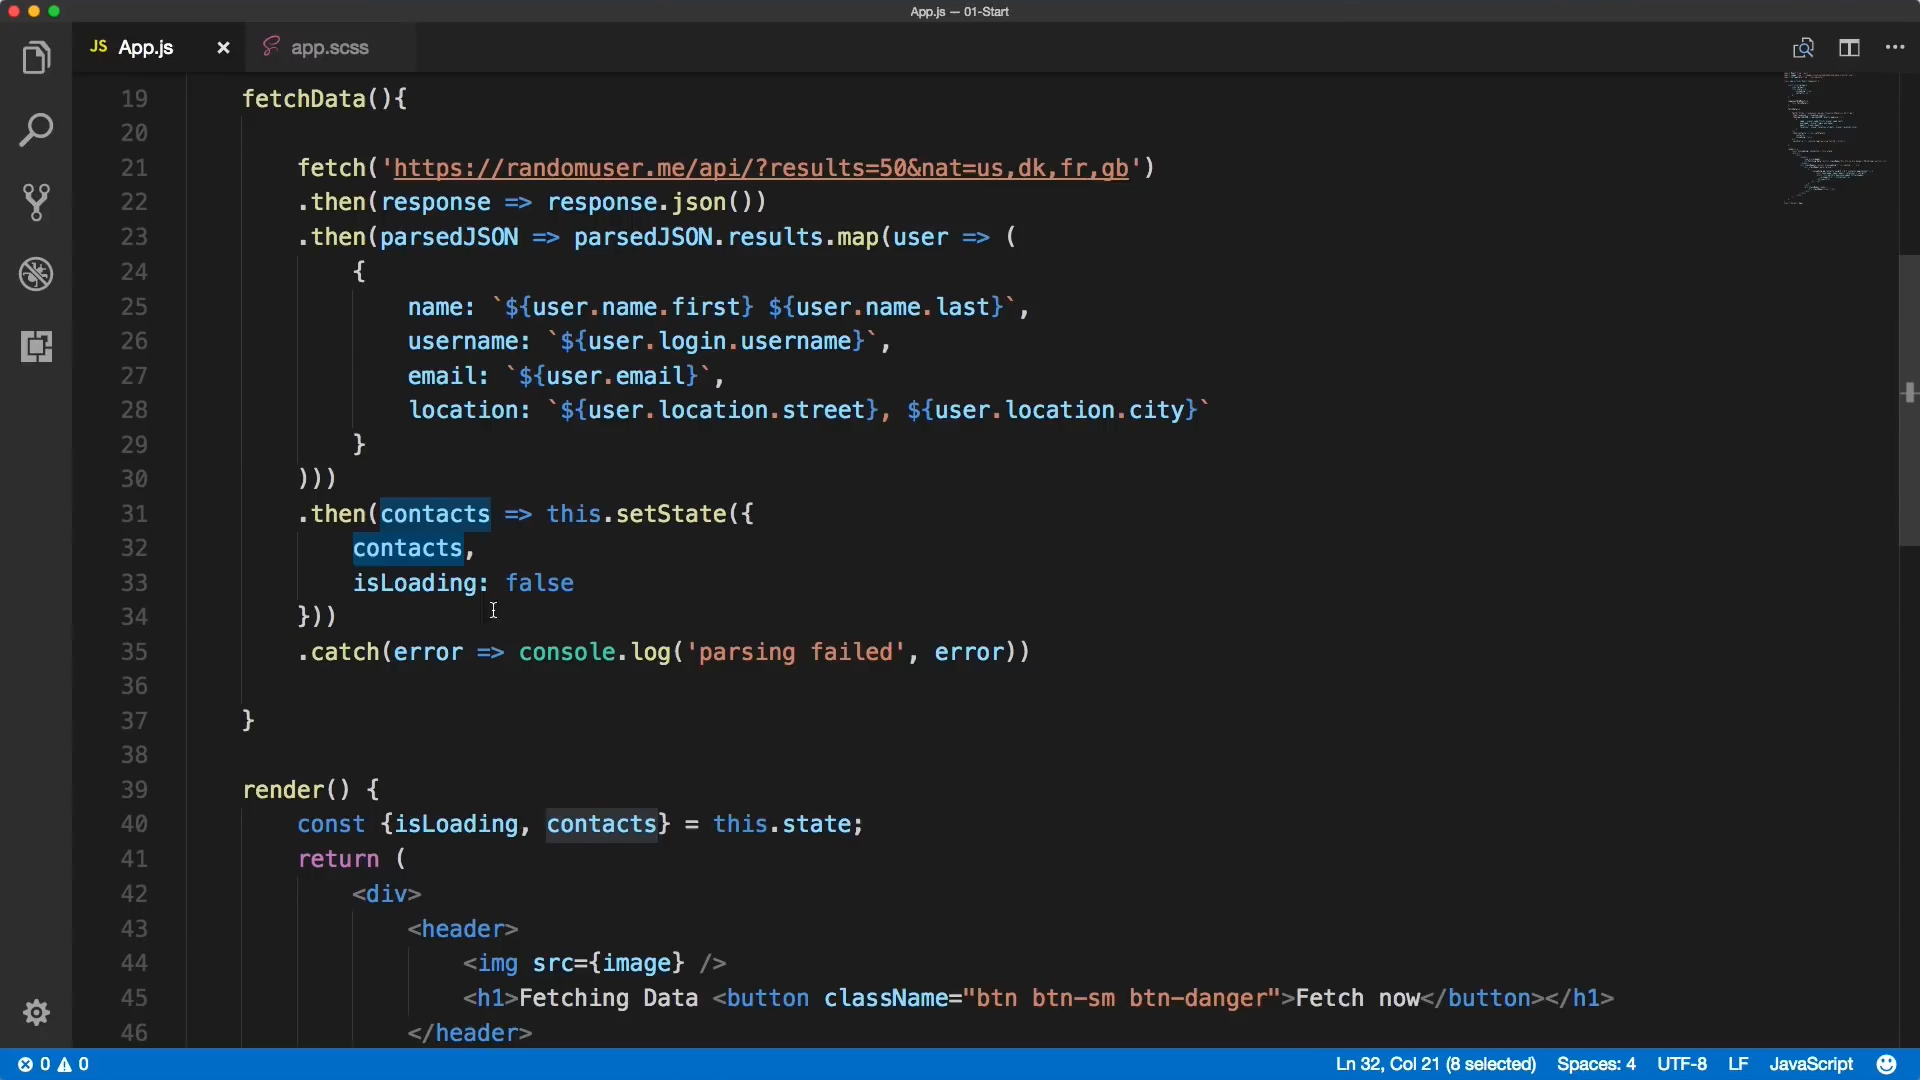 App.js — 01-Start
JS App.js × app.scss
19 fetchData(){
20
21 fetch('https://randomuser.me/api/?results=50&nat=us,dk,fr,gb')
22 .then(response => response.json())
23 .then(parsedJSON => parsedJSON.results.map(user => (
24 {
25 name: `${user.name.first} ${user.name.last}`,
26 username: `${user.login.username}`,
27 email: `${user.email}`,
28 location: `${user.location.street}, ${user.location.city}`
29 }
30 )))
31 .then(contacts => this.setState({
32 contacts,
33 isLoading: false
34 }))
35 .catch(error => console.log('parsing failed', error))
36
37 }
38
39 render() {
40 const {isLoading, contacts} = this.state;
41 return (
42 <div>
43 <header>
44 <img src={image} />
45 <h1>Fetching Data <button className="btn btn-sm btn-danger">Fetch now</button></h1>
46 </header>
0 0 Ln 32, Col 21 (8 selected) Spaces: 4 UTF-8 LF JavaScript